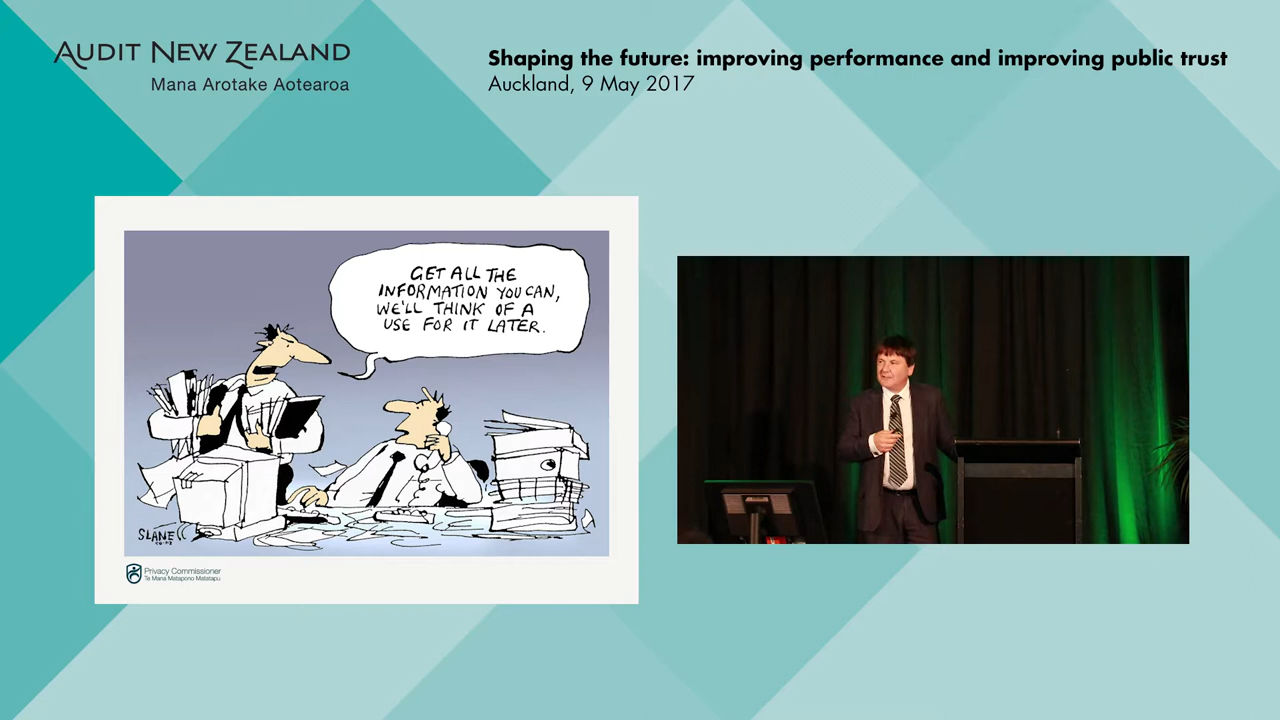 AUDIT NEW ZEALAND
Mana Arotake Aotearoa
Shaping the future: improving performance and improving public trust
Auckland, 9 May 2017
GET ALL THE
INFORMATION YOU CAN,
WE'LL THINK OF A
USE FOR IT LATER.
SLANE
Privacy Commissioner
Te Mana Matapono Matatapu